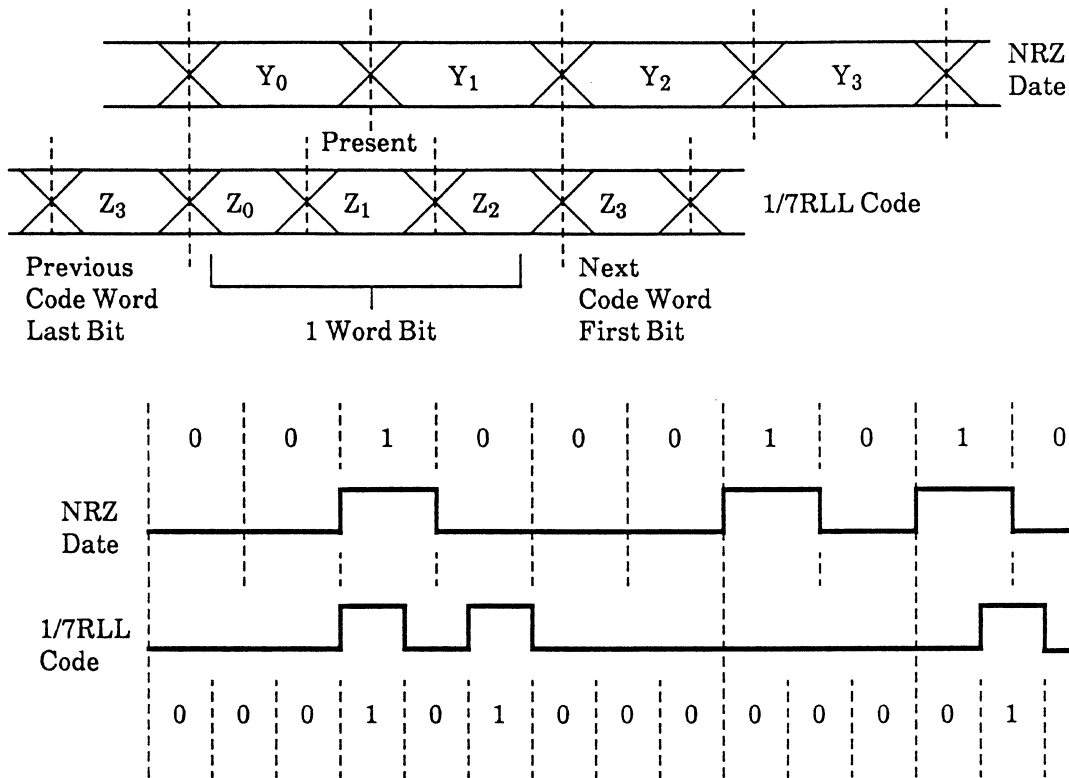 Y0 Y1 Y2 Y3 NRZ
Date
Present
Z3 Z0 Z1 Z2 Z3 1/7RLL Code
Previous
Code Word
Last Bit
1 Word Bit
Next
Code Word
First Bit
0 0 1 0 0 0 1 0 1 0
NRZ
Date
1/7RLL
Code
0 0 0 1 0 1 0 0 0 0 0 0 0 1